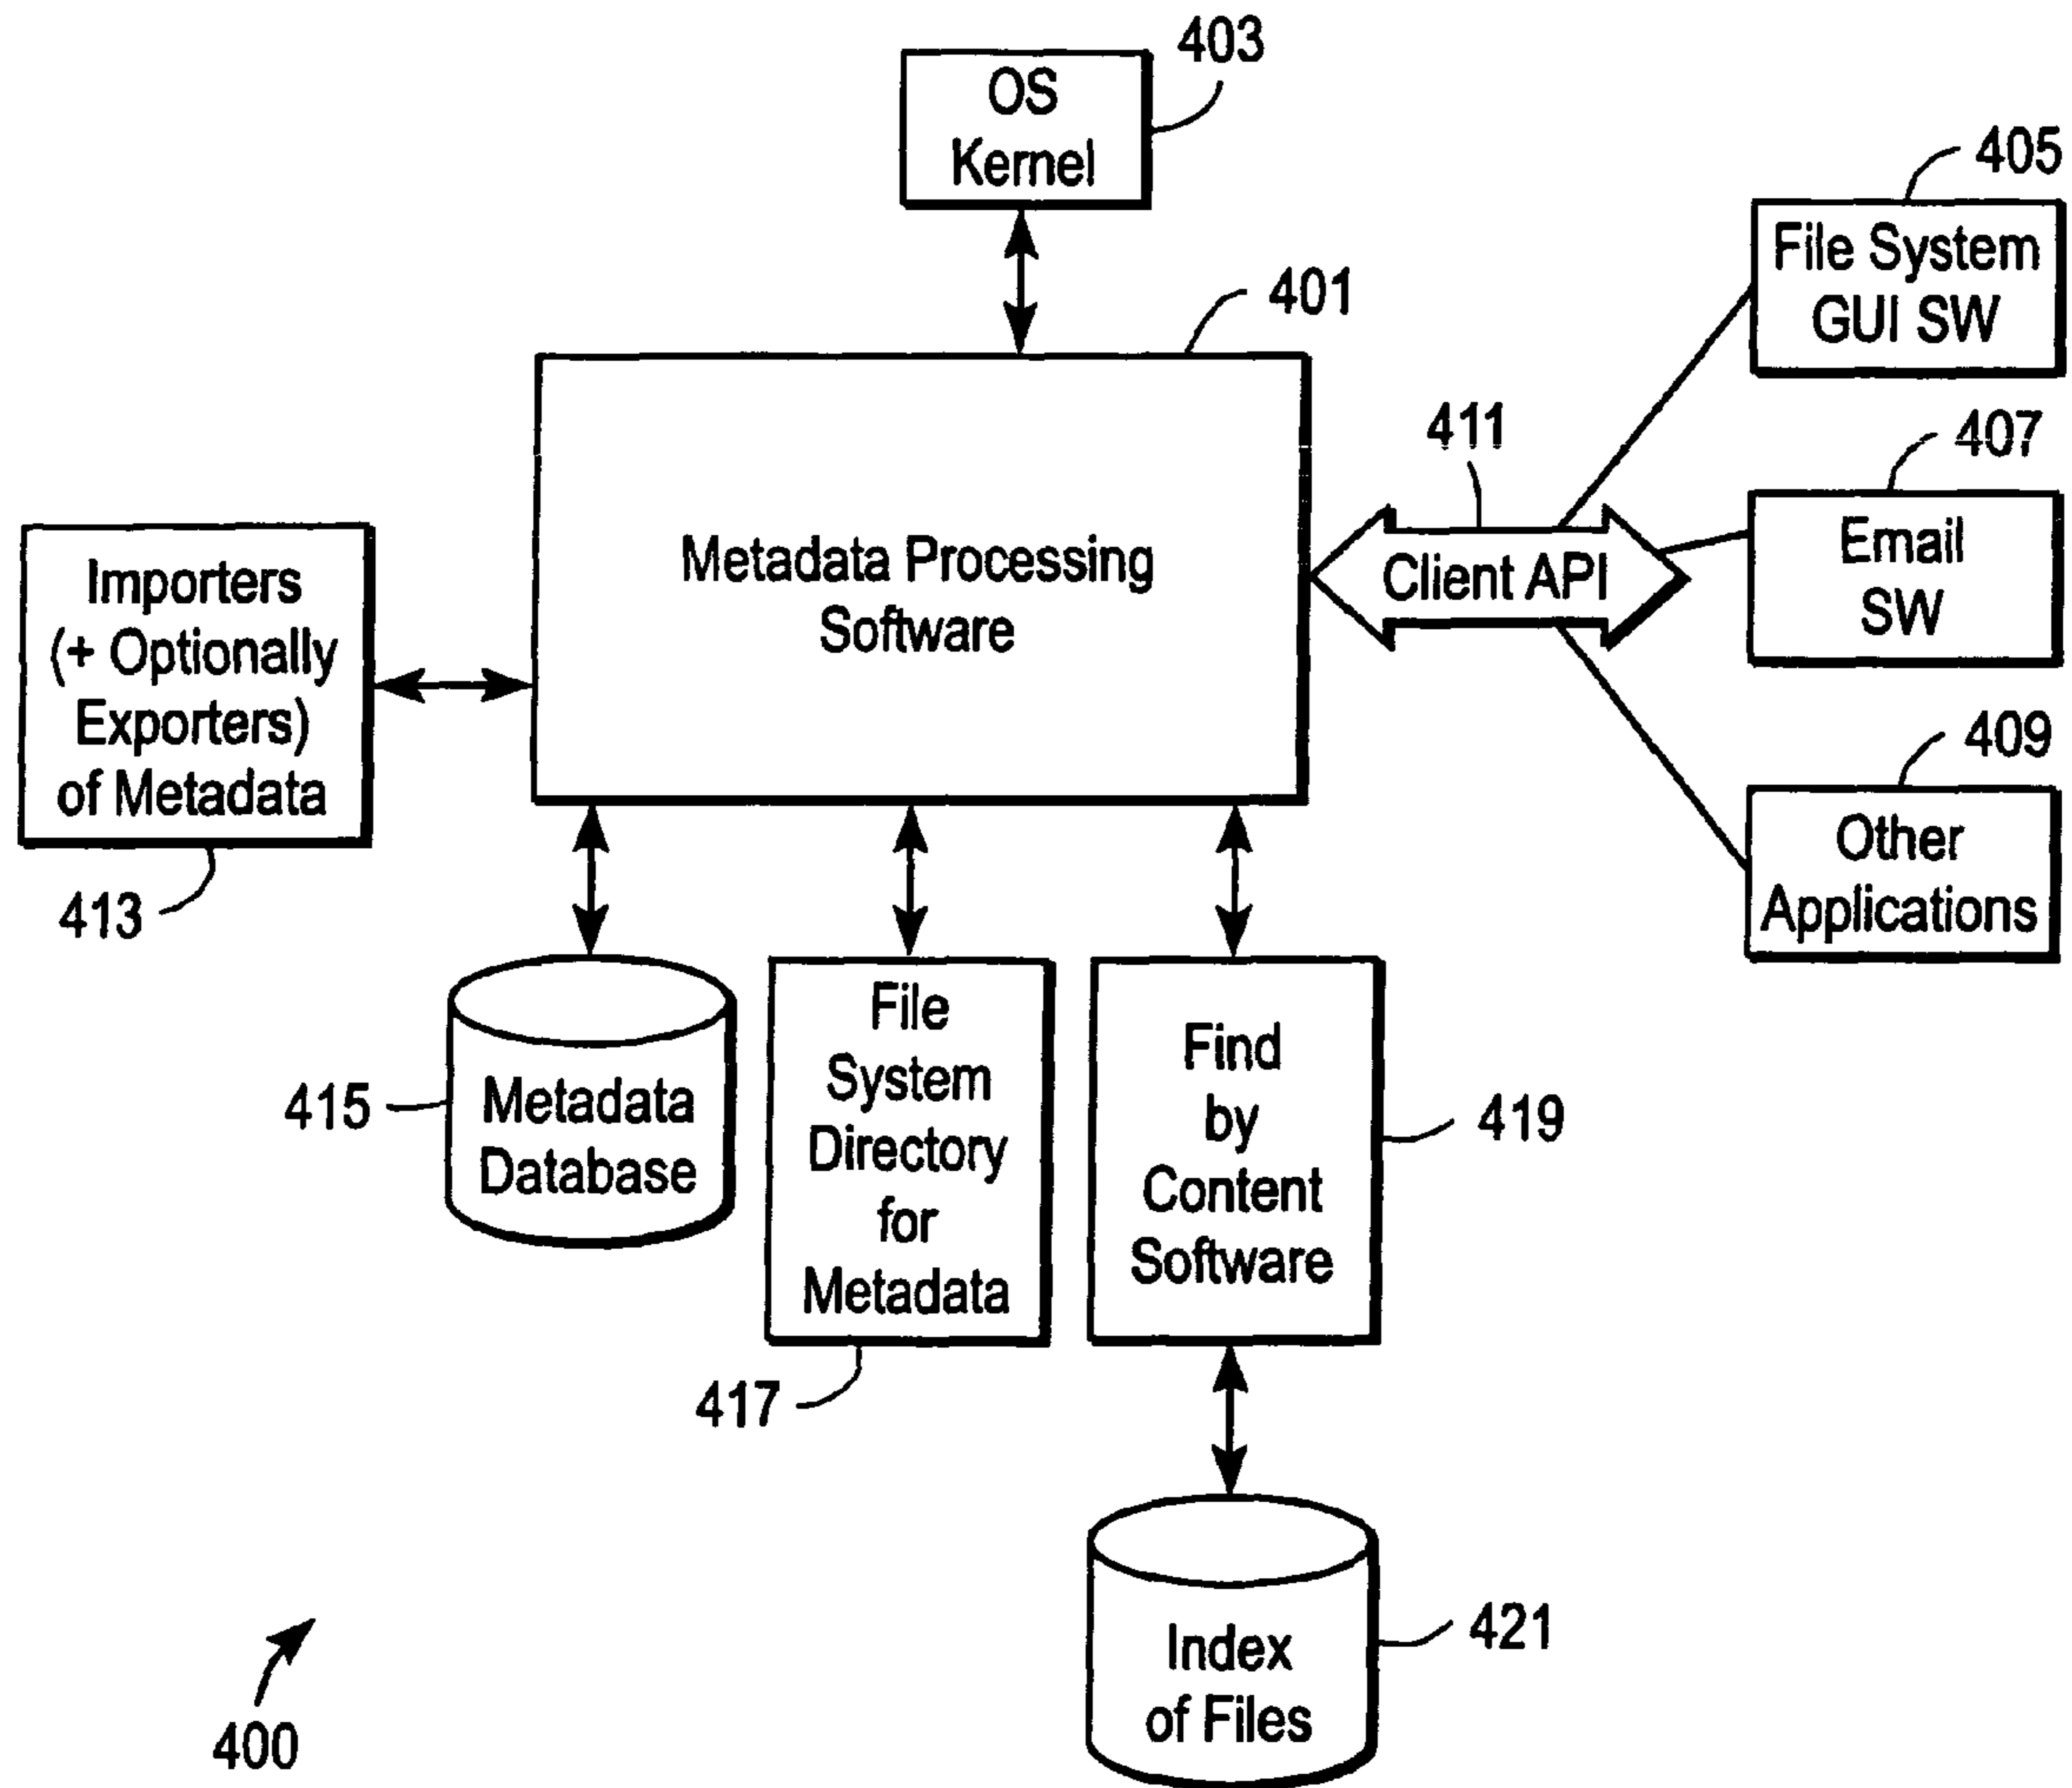 403
OS
Kernel
405
File System
GUI SW
401
411
407
Client API
Email
SW
Metadata Processing
Software
Importers
(+ Optionally
Exporters)
of Metadata
413
409
Other
Applications
415
Metadata
Database
File
System
Directory
for
Metadata
417
Find
by
Content
Software
419
421
Index
of Files
400